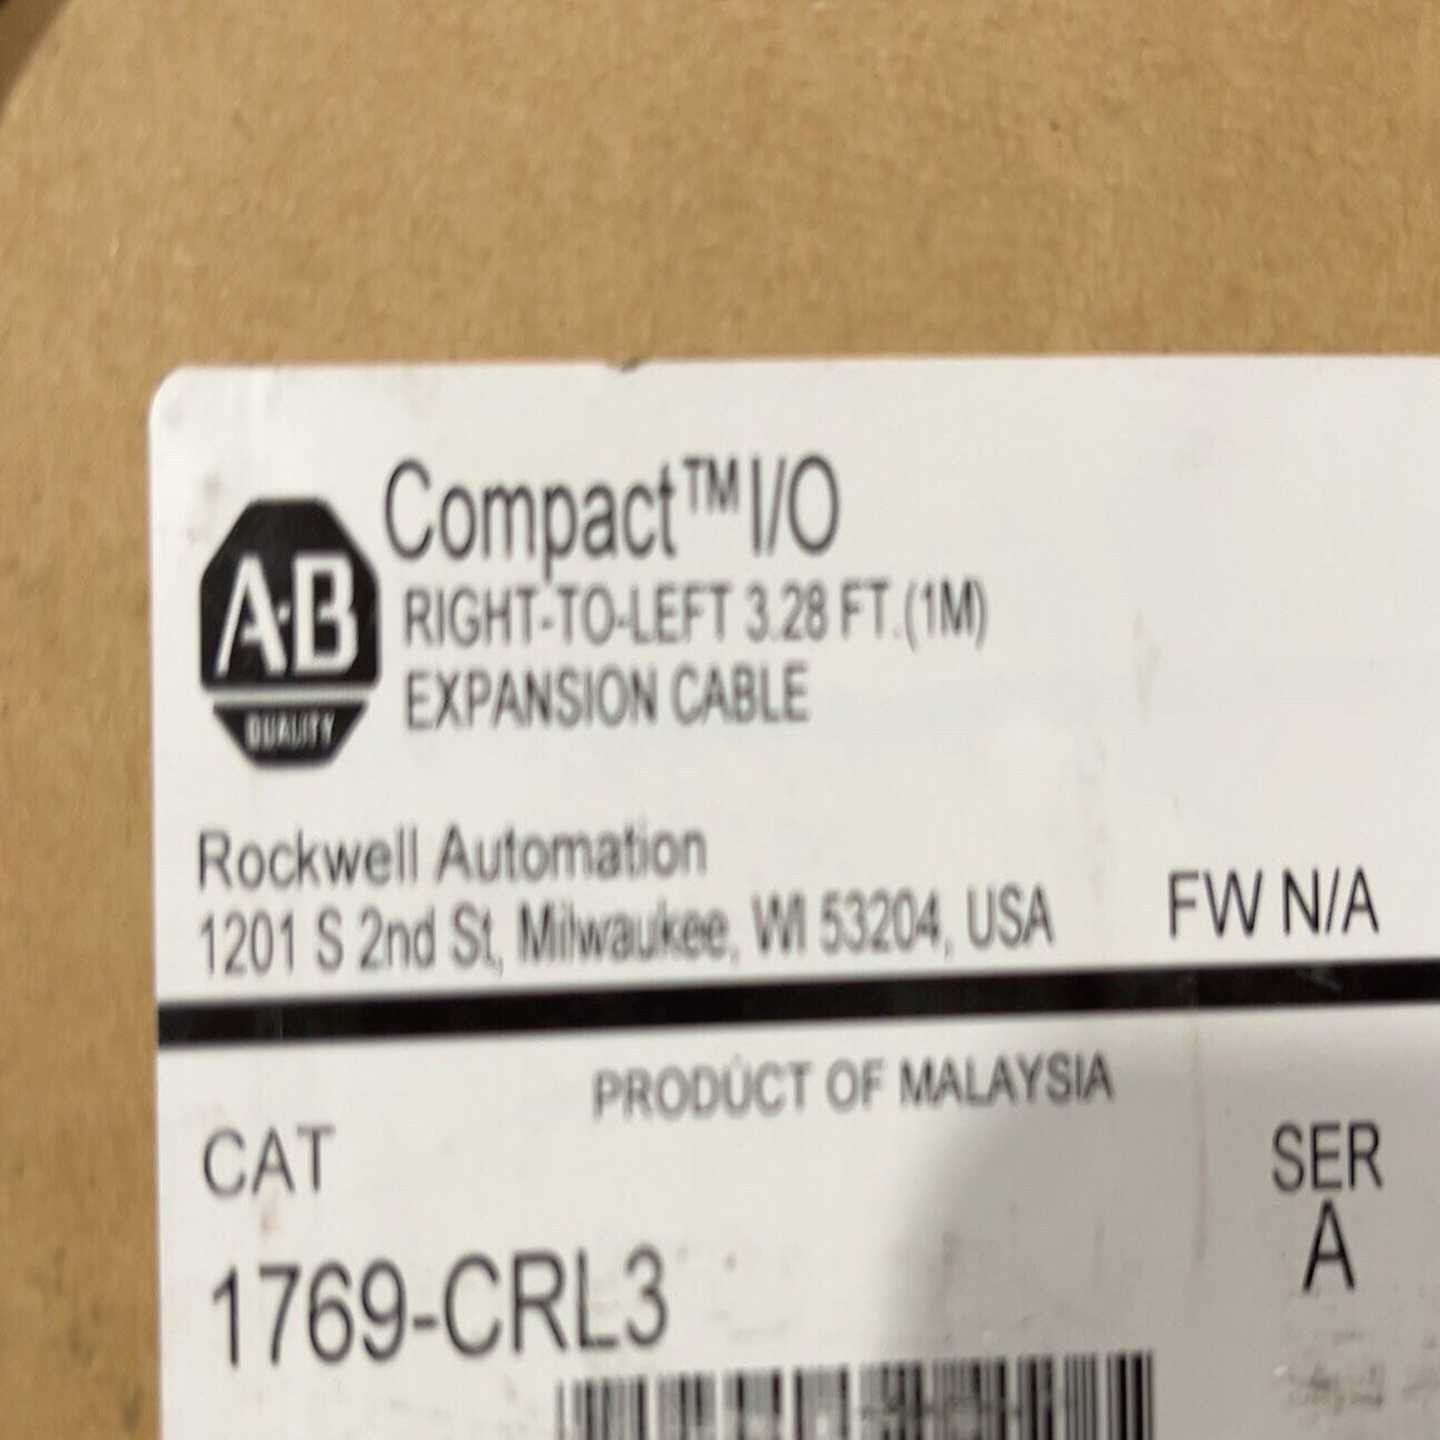 Compact™ I/O
RIGHT-TO-LEFT 3.28 FT.(1M)
EXPANSION CABLE
A-B
QUALITY
Rockwell Automation
1201 S 2nd St, Milwaukee, WI 53204, USA
FW N/A
PRODUCT OF MALAYSIA
CAT
SER
A
1769-CRL3